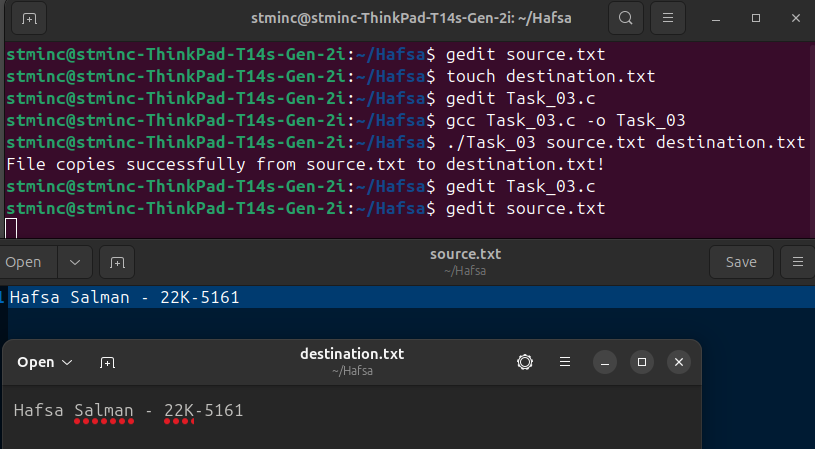 stminc@stminc-ThinkPad-T14s-Gen-2i: ~/Hafsa
stminc@stminc-ThinkPad-T14s-Gen-2i:~/Hafsa$ gedit source.txt
stminc@stminc-ThinkPad-T14s-Gen-2i:~/Hafsa$ touch destination.txt
stminc@stminc-ThinkPad-T14s-Gen-2i:~/Hafsa$ gedit Task_03.c
stminc@stminc-ThinkPad-T14s-Gen-2i:~/Hafsa$ gcc Task_03.c -o Task_03
stminc@stminc-ThinkPad-T14s-Gen-2i:~/Hafsa$ ./Task_03 source.txt destination.txt
File copies successfully from source.txt to destination.txt!
stminc@stminc-ThinkPad-T14s-Gen-2i:~/Hafsa$ gedit Task_03.c
stminc@stminc-ThinkPad-T14s-Gen-2i:~/Hafsa$ gedit source.txt
Open source.txt Save
~/Hafsa
1 Hafsa Salman - 22K-5161
Open destination.txt
~/Hafsa
Hafsa Salman - 22K-5161